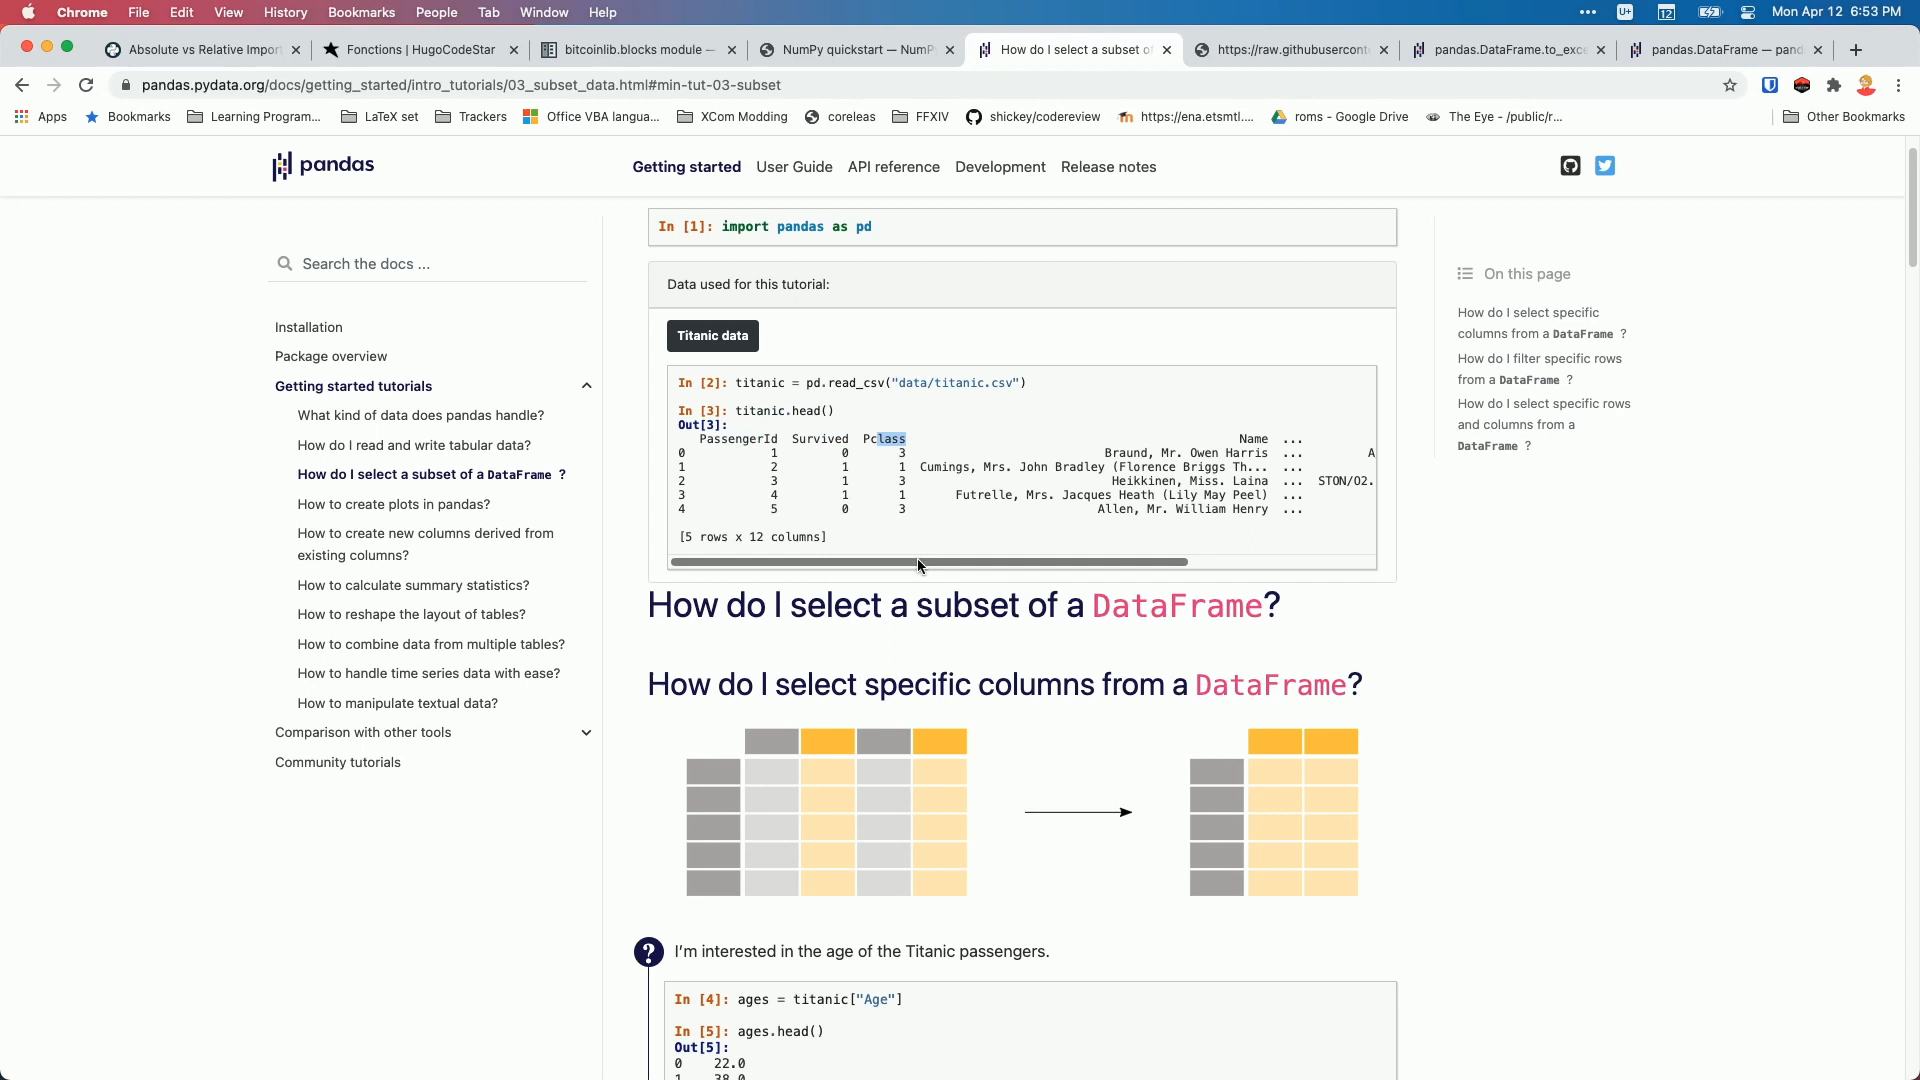 Chrome File Edit View History Bookmarks People Tab Window Help
••• U+ 12 Mon Apr 12 6:53 PM
Absolute vs Relative Impor
Fonctions | HugoCodeStar
bitcoinlib.blocks module —
NumPy quickstart — NumP
How do I select a subset of
https://raw.githubusercont
pandas.DataFrame.to_exce
pandas.DataFrame — pand
pandas.pydata.org/docs/getting_started/intro_tutorials/03_subset_data.html#min-tut-03-subset
Apps Bookmarks Learning Program... LaTeX set Trackers Office VBA langua... XCom Modding coreleas FFXIV shickey/codereview https://ena.etsmtl.... roms - Google Drive The Eye - /public/r... Other Bookmarks
pandas
Getting started User Guide API reference Development Release notes
Search the docs ...
Installation
Package overview
Getting started tutorials
What kind of data does pandas handle?
How do I read and write tabular data?
How do I select a subset of a DataFrame ?
How to create plots in pandas?
How to create new columns derived from
existing columns?
How to calculate summary statistics?
How to reshape the layout of tables?
How to combine data from multiple tables?
How to handle time series data with ease?
How to manipulate textual data?
Comparison with other tools
Community tutorials
In [1]: import pandas as pd
Data used for this tutorial:
Titanic data
In [2]: titanic = pd.read_csv("data/titanic.csv")
In [3]: titanic.head()
Out[3]:
PassengerId Survived Pclass Name ...
0 1 0 3 Braund, Mr. Owen Harris ... A
1 2 1 1 Cumings, Mrs. John Bradley (Florence Briggs Th... ...
2 3 1 3 Heikkinen, Miss. Laina ... STON/O2.
3 4 1 1 Futrelle, Mrs. Jacques Heath (Lily May Peel) ...
4 5 0 3 Allen, Mr. William Henry ...
[5 rows x 12 columns]
How do I select a subset of a DataFrame?
How do I select specific columns from a DataFrame?
? I'm interested in the age of the Titanic passengers.
In [4]: ages = titanic["Age"]
In [5]: ages.head()
Out[5]:
0 22.0
1 38.0
On this page
How do I select specific
columns from a DataFrame ?
How do I filter specific rows
from a DataFrame ?
How do I select specific rows
and columns from a
DataFrame ?